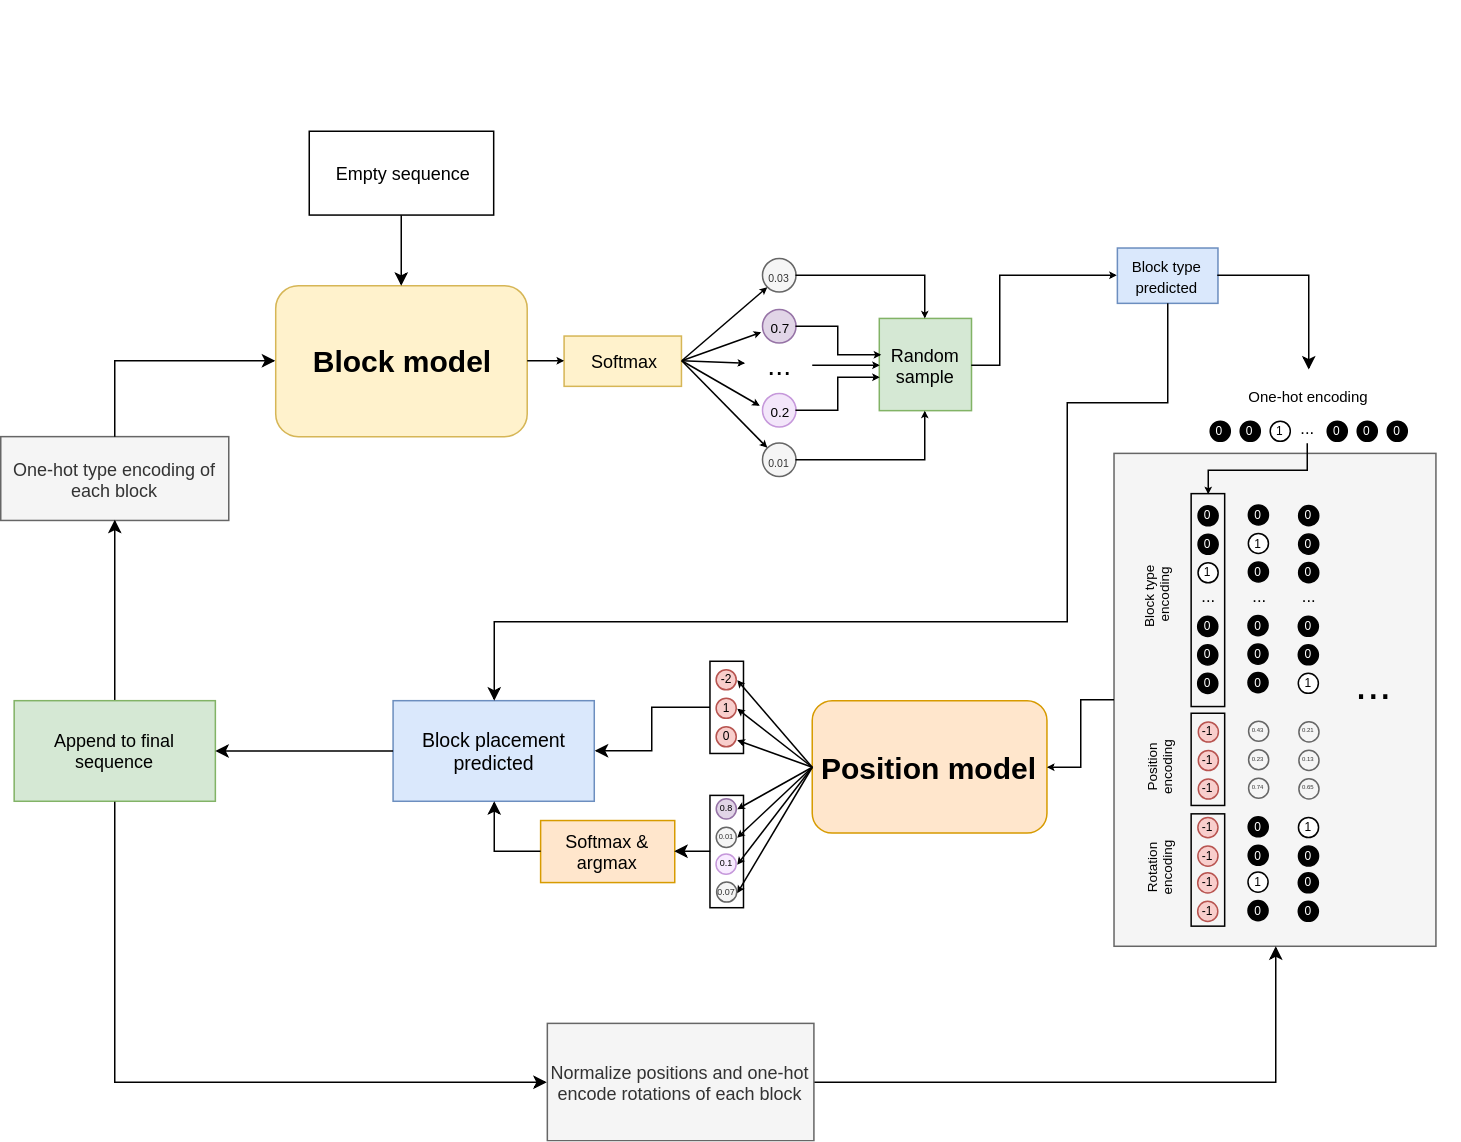 Empty sequence
Block model
Softmax
0.03
0.7
...
0.2
0.01
Random
sample
Block type
predicted
One-hot encoding
0 0 1 ... 0 0 0
One-hot type encoding of
each block
Block type
encoding
0 0 0
0 1 0
1 0 0
... ... ...
0 0 0
0 0 0
0 0 1
...
Position
encoding
-1 0.43 0.21
-1 0.23 0.13
-1 0.74 0.65
Rotation
encoding
-1 0 1
-1 0 0
-1 1 0
-1 0 0
Position model
-2
1
0
0.8
0.01
0.1
0.07
Softmax &
argmax
Block placement
predicted
Append to final
sequence
Normalize positions and one-hot
encode rotations of each block